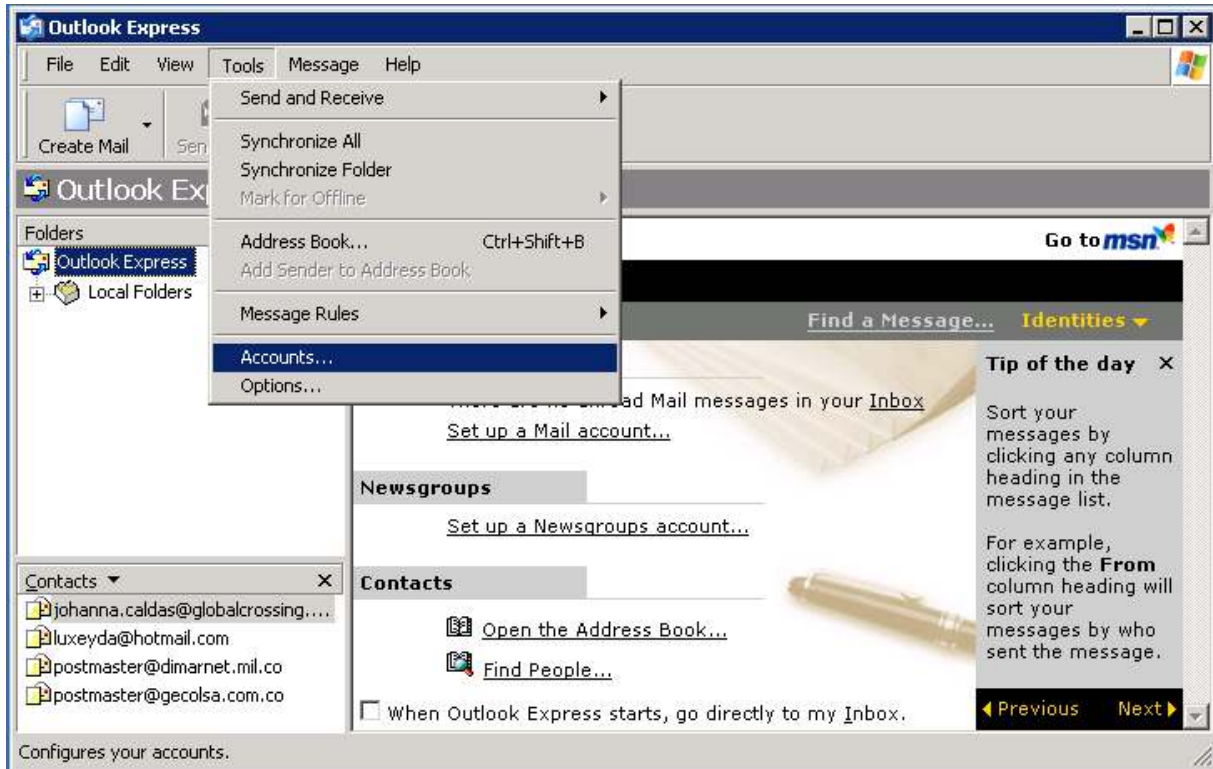 Outlook Express
File Edit View Tools Message Help
Create Mail
Send and Receive
Synchronize All
Synchronize Folder
Mark for Offline
Address Book... Ctrl+Shift+B
Add Sender to Address Book
Message Rules
Accounts...
Options...
Outlook Exp
Folders
Outlook Express
Local Folders
Go to msn
Find a Message... Identities
unread Mail messages in your Inbox
Set up a Mail account...
Newsgroups
Set up a Newsgroups account...
Contacts
Open the Address Book...
Find People...
When Outlook Express starts, go directly to my Inbox.
Tip of the day
Sort your
messages by
clicking any column
heading in the
message list.
For example,
clicking the From
column heading will
sort your
messages by who
sent the message.
Previous Next
Contacts
johanna.caldas@globalcrossing....
luxeyda@hotmail.com
postmaster@dimarnet.mil.co
postmaster@gecolsa.com.co
Configures your accounts.